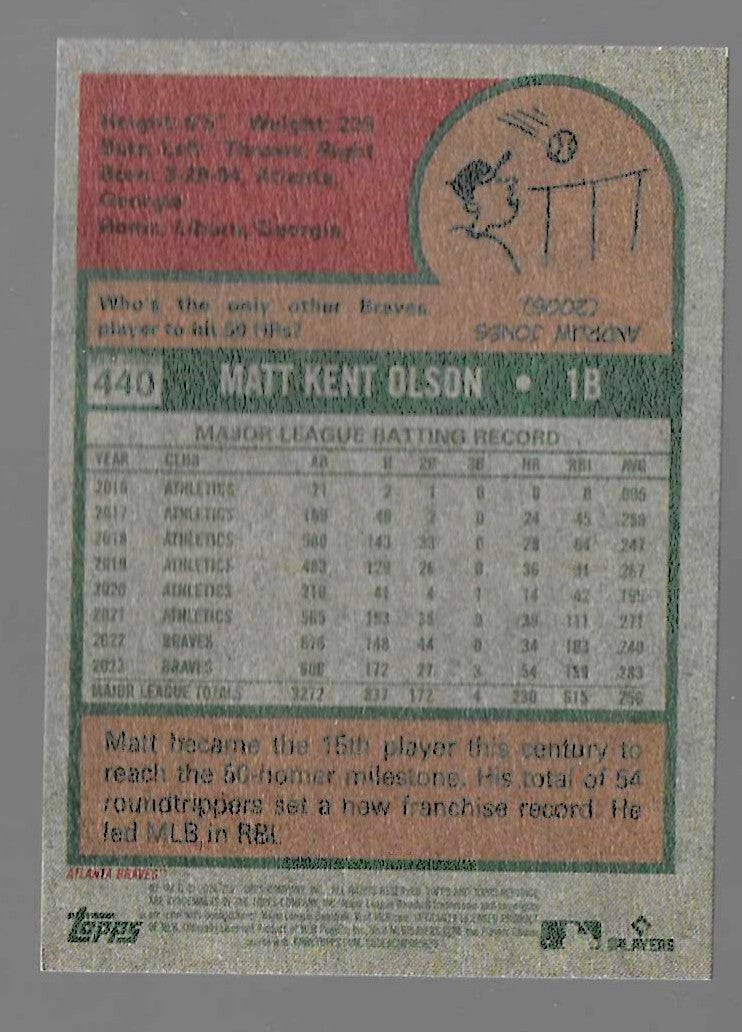 Height: 6'5" Weight: 225
Bats: Left Throws: Right
Born: 3-29-94, Atlanta,
Georgia
Home: Lilburn, Georgia
Who's the only other Braves
player to hit 50 HRs?
ANDRUW JONES
(2005)
440 MATT KENT OLSON • 1B
MAJOR LEAGUE BATTING RECORD
YEAR CLUB AB H 2B 3B HR RBI AVG
2016 ATHLETICS 21 2 1 0 0 0 .095
2017 ATHLETICS 189 49 2 0 24 45 .259
2018 ATHLETICS 580 143 33 0 29 84 .247
2019 ATHLETICS 483 129 26 0 36 91 .267
2020 ATHLETICS 210 41 4 1 14 42 .195
2021 ATHLETICS 565 153 35 0 39 111 .271
2022 BRAVES 616 148 44 0 34 103 .240
2023 BRAVES 608 172 27 3 54 139 .283
MAJOR LEAGUE TOTALS 3272 837 172 4 230 615 .256
Matt became the 15th player this century to
reach the 50-homer milestone. His total of 54
roundtrippers set a new franchise record. He
led MLB in RBI.
ATLANTA BRAVES™
topps
PLAYERS